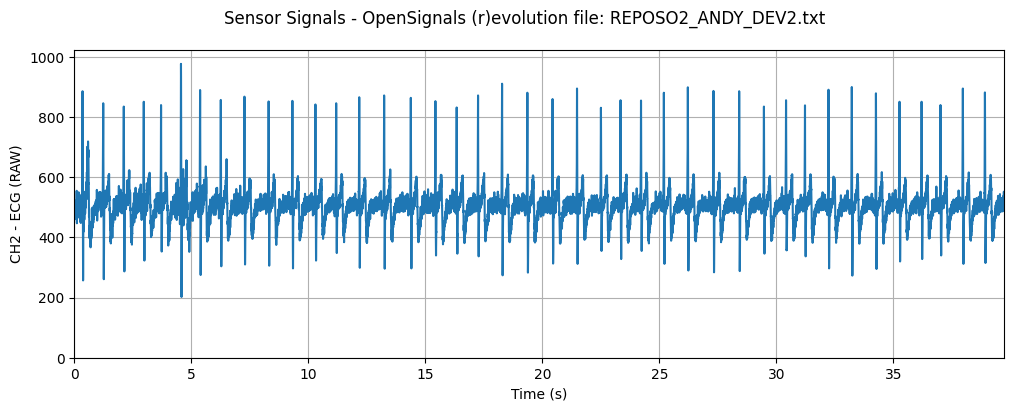 Sensor Signals - OpenSignals (r)evolution file: REPOSO2_ANDY_DEV2.txt
1000
800
600
400
200
0
CH2 - ECG (RAW)
0 5 10 15 20 25 30 35
Time (s)